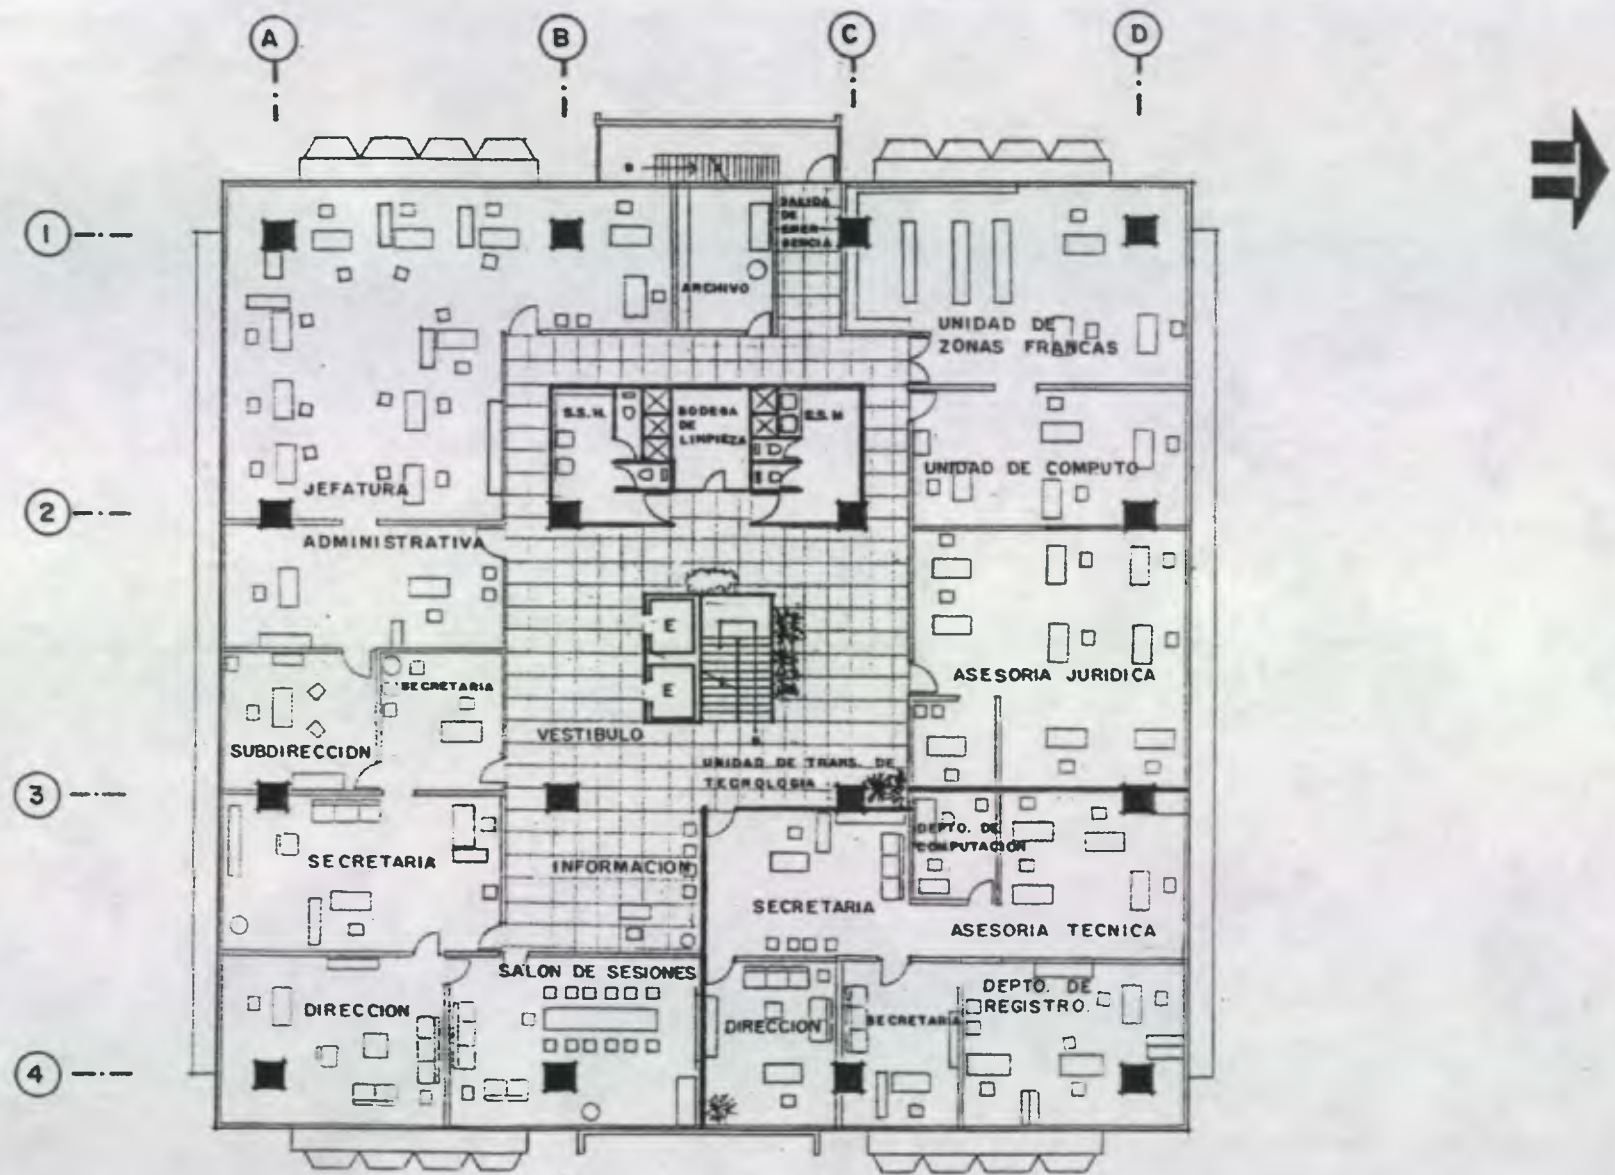 A
B
C
D
1
2
3
4
SALIDA
DE
EMER-
GENCIA
ARCHIVO
UNIDAD DE
ZONAS FRANCAS
S.S. H.
BODEGA
DE
LIMPIEZA
S.S. M
UNIDAD DE COMPUTO
JEFATURA
ADMINISTRATIVA
E
E
SECRETARIA
SUBDIRECCION
VESTIBULO
ASESORIA JURIDICA
UNIDAD DE TRANS. DE
TECNOLOGIA
SECRETARIA
INFORMACION
DEPTO. DE
COMPUTACION
SECRETARIA
ASESORIA TECNICA
SALON DE SESIONES
DIRECCION
DIRECCION
SECRETARIA
DEPTO. DE
REGISTRO.